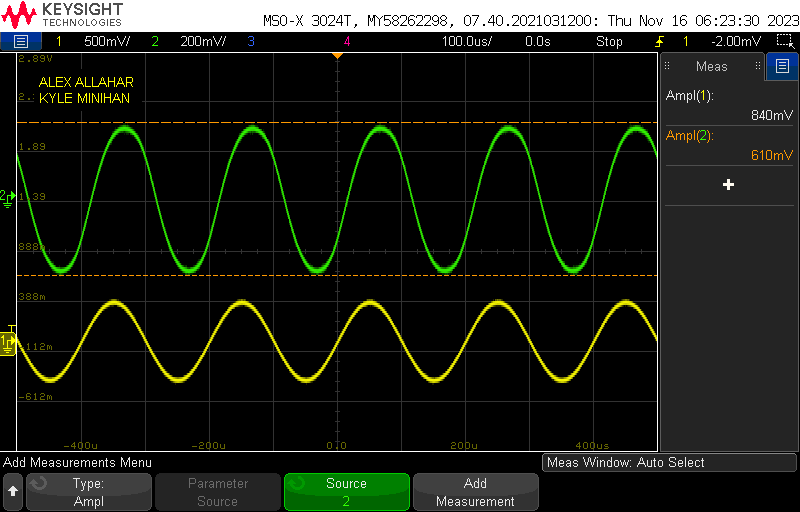 KEYSIGHT
TECHNOLOGIES
MSO-X 3024T, MY58262298, 07.40.2021031200: Thu Nov 16 06:23:30 2023
1 500mV/ 2 200mV/ 3 4 100.0us/ 0.0s Stop 1 -2.00mV
2.89V
ALEX ALLAHAR
KYLE MINIHAN
1.89
2
1.39
888m
388m
T
1
-112m
-612m
-400u -200u 0.0 200u 400us
Meas
Ampl(1):
840mV
Ampl(2):
610mV
+
Add Measurements Menu
Meas Window: Auto Select
Type:
Ampl
Parameter
Source
Source
2
Add
Measurement